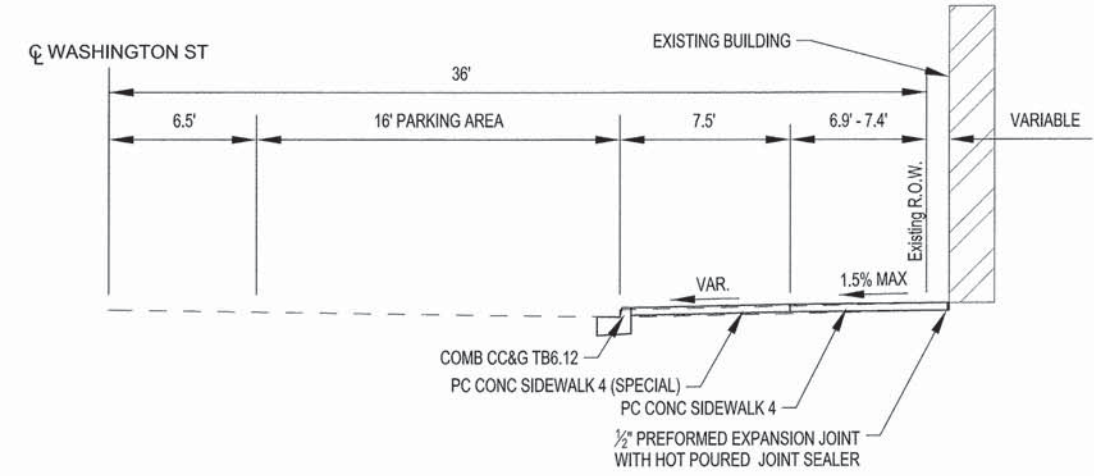 ℄ WASHINGTON ST
EXISTING BUILDING
36'
6.5'
16' PARKING AREA
7.5'
6.9' - 7.4'
VARIABLE
Existing R.O.W.
VAR.
1.5% MAX
COMB CC&G TB6.12
PC CONC SIDEWALK 4 (SPECIAL)
PC CONC SIDEWALK 4
½" PREFORMED EXPANSION JOINT
WITH HOT POURED JOINT SEALER